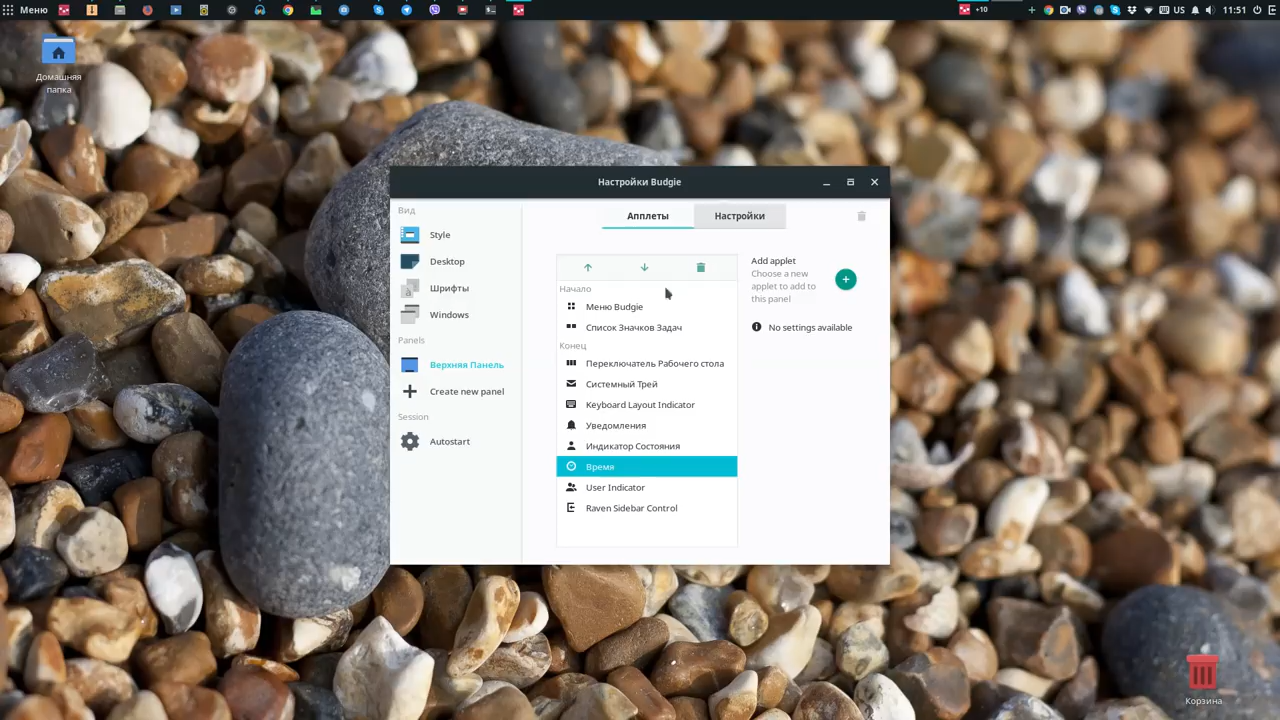 Меню
+10
US
11:51
Домашняя
папка
Настройки Budgie
Вид
Style
Desktop
Шрифты
Windows
Panels
Верхняя Панель
Create new panel
Session
Autostart
Апплеты
Настройки
Начало
Меню Budgie
Список Значков Задач
Конец
Переключатель Рабочего стола
Системный Трей
Keyboard Layout Indicator
Уведомления
Индикатор Состояния
Время
User Indicator
Raven Sidebar Control
Add applet
Choose a new
applet to add to
this panel
No settings available
Корзина